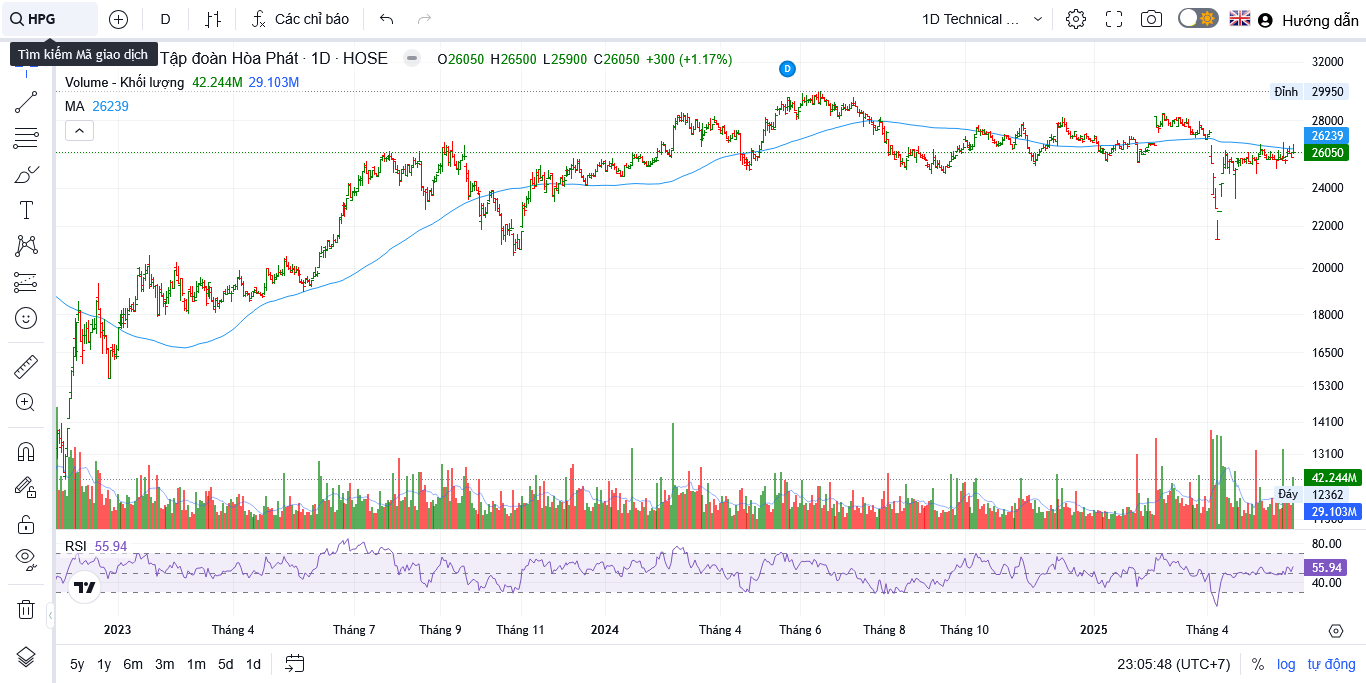 HPG
D
Các chỉ báo
1D Technical ...
Hướng dẫn
Tìm kiếm Mã giao dịch
Tập đoàn Hòa Phát · 1D · HOSE
O26050 H26500 L25900 C26050 +300 (+1.17%)
Volume - Khối lượng 42.244M 29.103M
MA 26239
D
32000
Đỉnh 29950
28000
26239
26050
24000
22000
20000
18000
16500
15300
14100
13100
42.244M
Đáy 12362
29.103M
RSI 55.94
80.00
55.94
40.00
2023 Tháng 4 Tháng 7 Tháng 9 Tháng 11 2024 Tháng 4 Tháng 6 Tháng 8 Tháng 10 2025 Tháng 4
5y 1y 6m 3m 1m 5d 1d
23:05:48 (UTC+7) % log tự động